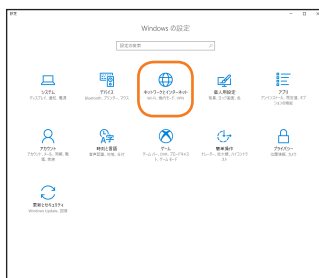 設定
Windows の設定
設定の検索
システム
ディスプレイ、通知、電源
デバイス
Bluetooth、プリンター、マウス
ネットワークとインターネット
Wi-Fi、機内モード、VPN
個人用設定
背景、ロック画面、色
アプリ
アンインストール、既定値、オプションの機能
アカウント
アカウント、メール、同期、職場、家族
時刻と言語
音声認識、地域、日付
ゲーム
ゲーム バー、DVR、ブロードキャスト、ゲーム モード
簡単操作
ナレーター、拡大鏡、ハイコントラスト
プライバシー
位置情報、カメラ
更新とセキュリティ
Windows Update、回復